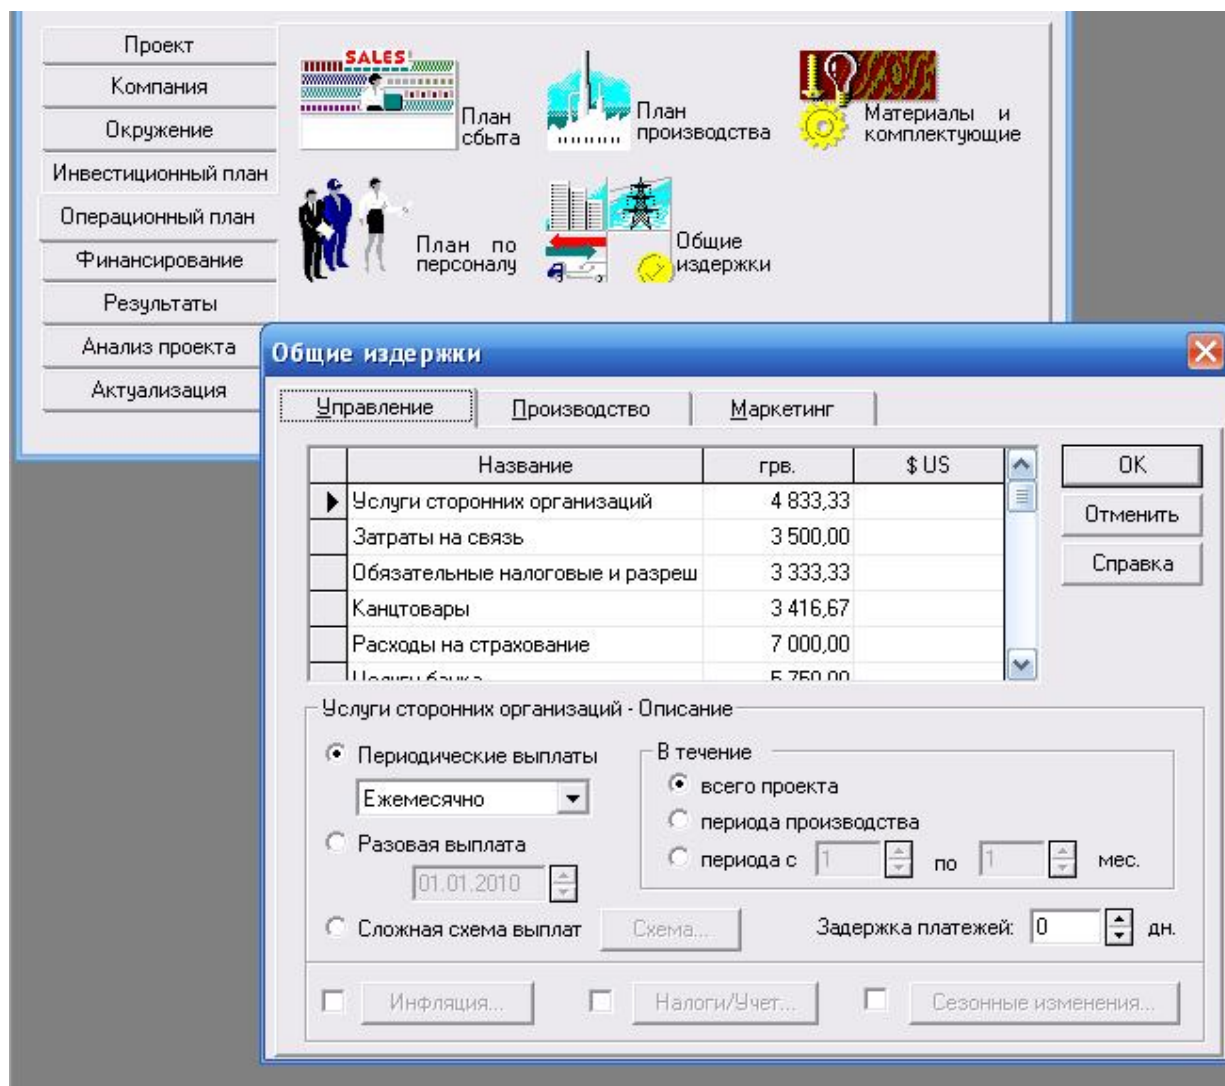 Проект
Компания
Окружение
Инвестиционный план
Операционный план
Финансирование
Результаты
Анализ проекта
Актуализация
SALES
План
сбыта
План
производства
Материалы и
комплектующие
План по
персоналу
Общие
издержки
Общие издержки
Управление
Производство
Маркетинг
Название грв. $ US
Услуги сторонних организаций 4 833,33
Затраты на связь 3 500,00
Обязательные налоговые и разреш 3 333,33
Канцтовары 3 416,67
Расходы на страхование 7 000,00
Услуги банка 5 750,00
OK
Отменить
Справка
Услуги сторонних организаций - Описание
Периодические выплаты
Ежемесячно
Разовая выплата
01.01.2010
Сложная схема выплат Схема...
В течение
всего проекта
периода производства
периода с 1 по 1 мес.
Задержка платежей: 0 дн.
Инфляция... Налоги/Учет... Сезонные изменения...